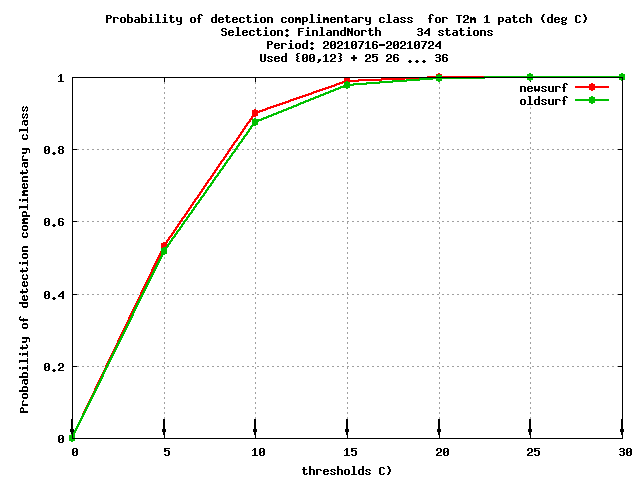 Probability of detection complimentary class  for T2m 1 patch (deg C)
Selection: FinlandNorth     34 stations
Period: 20210716-20210724
Used {00,12} + 25 26 ... 36
newsurf
oldsurf
Probability of detection complimentary class
1
0.8
0.6
0.4
0.2
0
0 5 10 15 20 25 30
thresholds C)